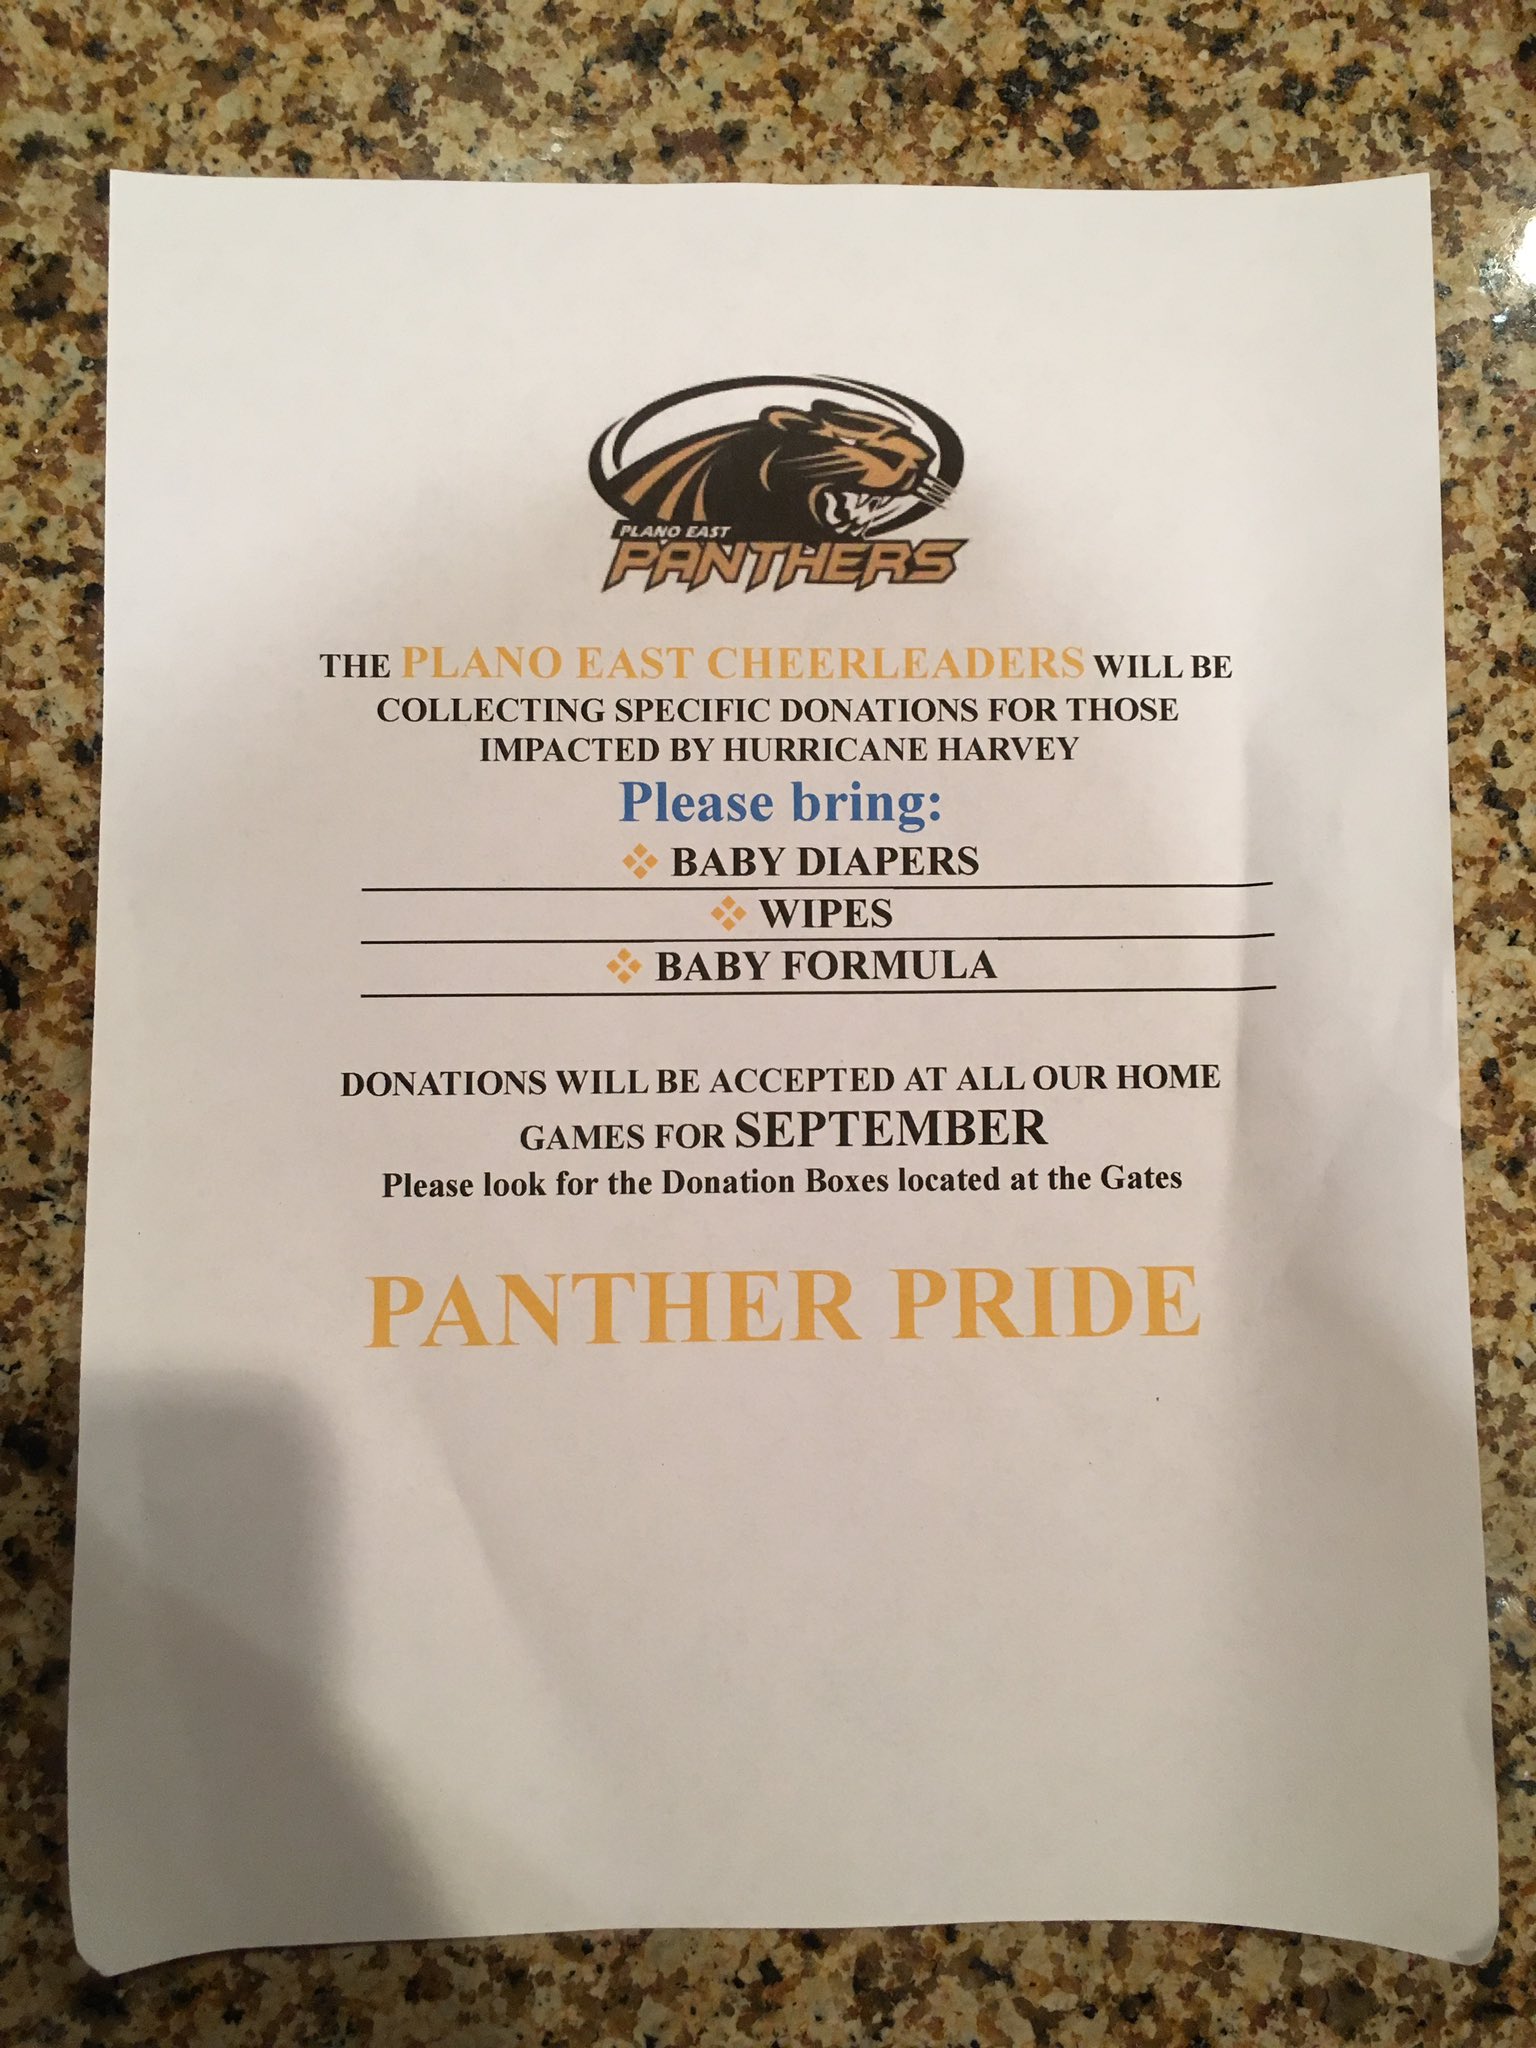 PLANO EAST
PANTHERS
THE PLANO EAST CHEERLEADERS WILL BE
COLLECTING SPECIFIC DONATIONS FOR THOSE
IMPACTED BY HURRICANE HARVEY
Please bring:
❖ BABY DIAPERS
❖ WIPES
❖ BABY FORMULA
DONATIONS WILL BE ACCEPTED AT ALL OUR HOME
GAMES FOR SEPTEMBER
Please look for the Donation Boxes located at the Gates
PANTHER PRIDE